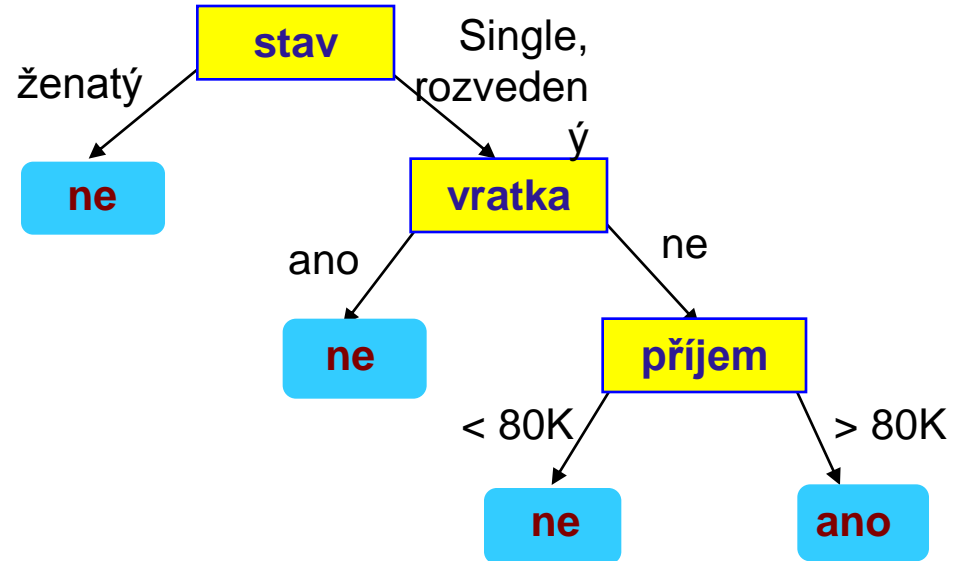 stav
Single,
rozveden
ý
ženatý
ne
vratka
ano
ne
ne
příjem
< 80K
> 80K
ne
ano